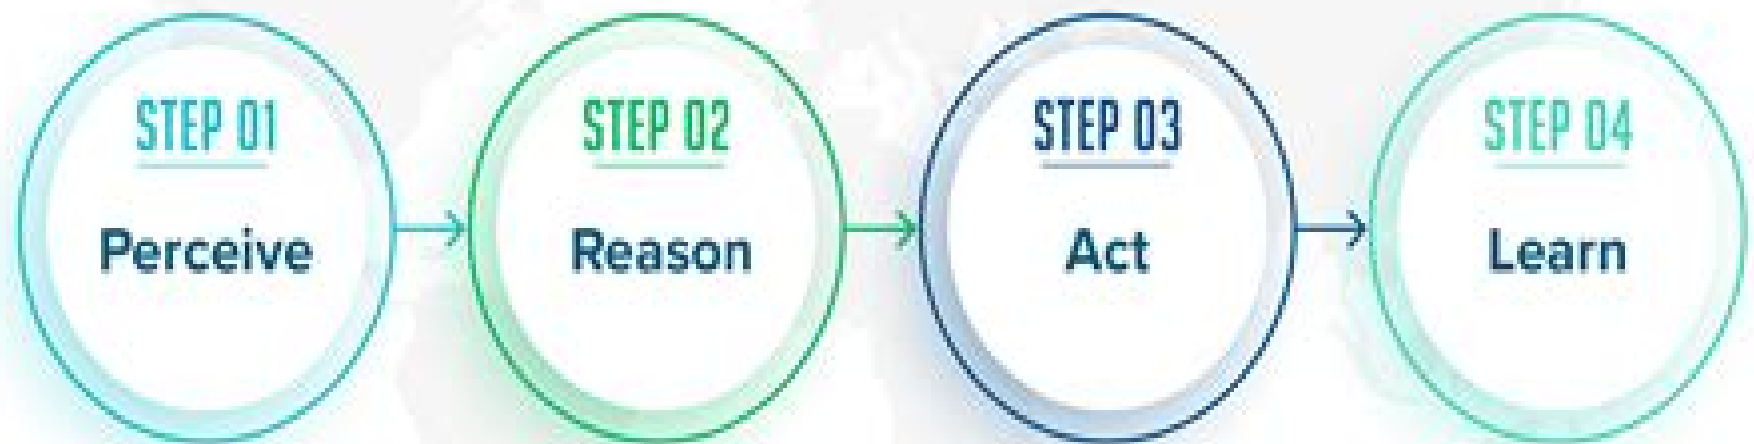 STEP 01
Perceive
STEP 02
Reason
STEP 03
Act
STEP 04
Learn